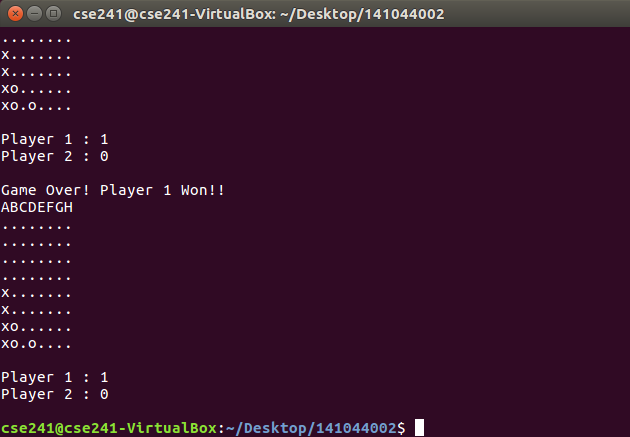 cse241@cse241-VirtualBox: ~/Desktop/141044002
........
x.......
x.......
xo......
xo.o....
Player 1 : 1
Player 2 : 0
Game Over! Player 1 Won!!
ABCDEFGH
........
........
........
........
x.......
x.......
xo......
xo.o....
Player 1 : 1
Player 2 : 0
cse241@cse241-VirtualBox:~/Desktop/141044002$